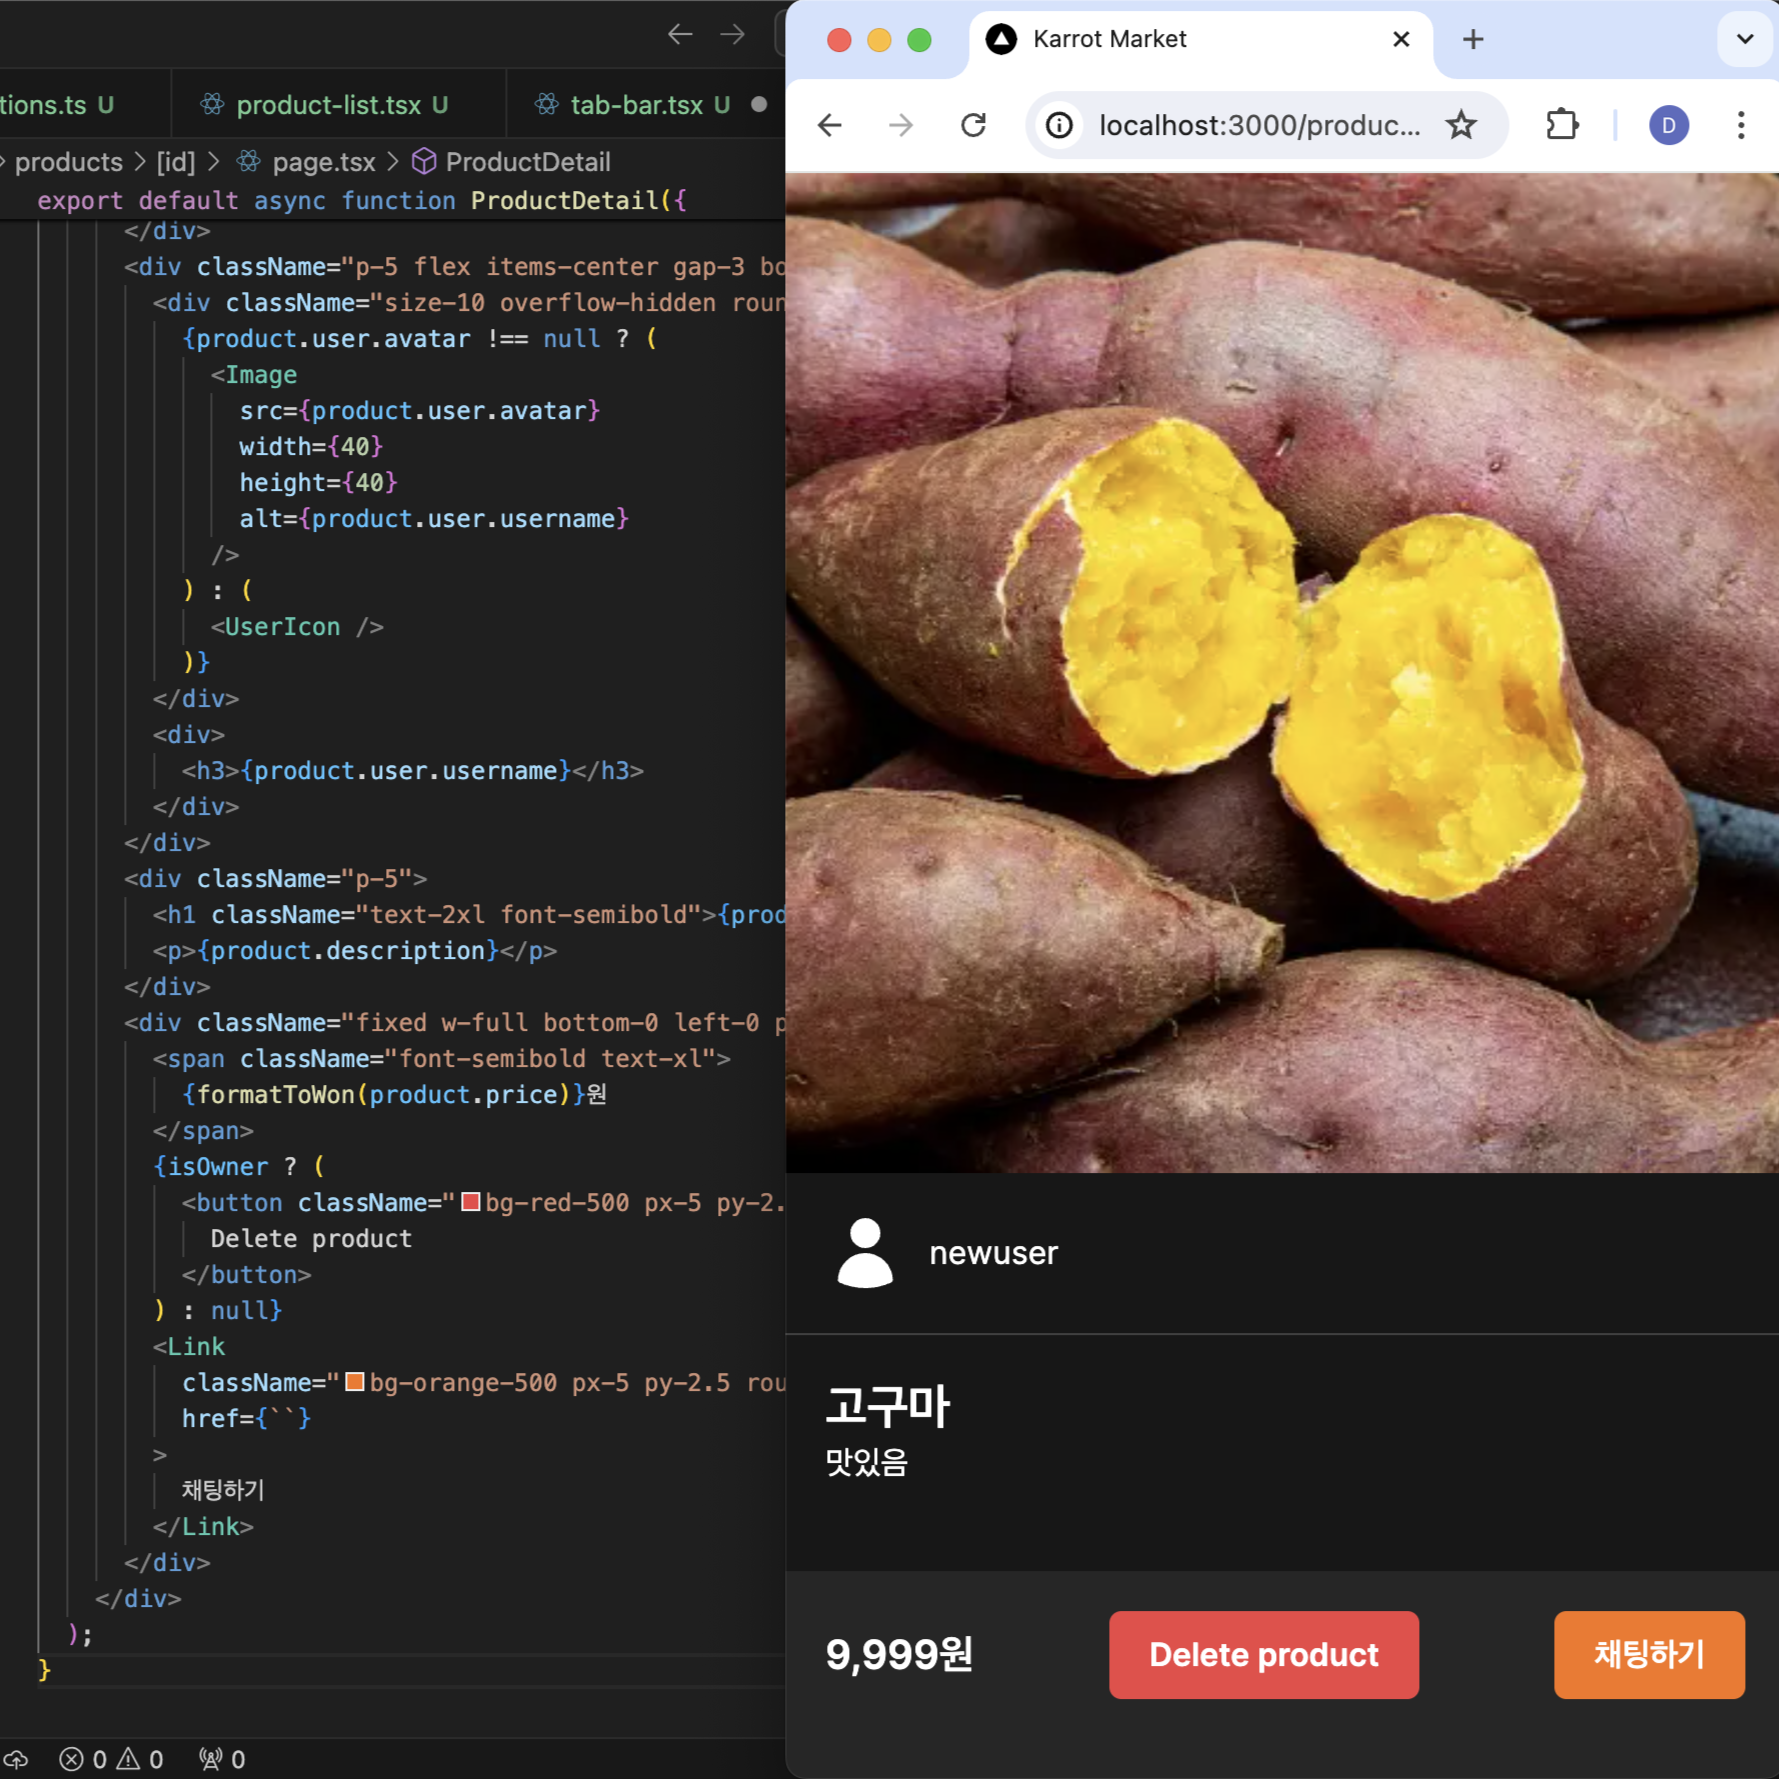 tions.ts U
product-list.tsx U
tab-bar.tsx U
products > [id] > page.tsx > ProductDetail
export default async function ProductDetail({
</div>
<div className="p-5 flex items-center gap-3 bo
<div className="size-10 overflow-hidden roun
{product.user.avatar !== null ? (
<Image
src={product.user.avatar}
width={40}
height={40}
alt={product.user.username}
/>
) : (
<UserIcon />
)}
</div>
<div>
<h3>{product.user.username}</h3>
</div>
</div>
<div className="p-5">
<h1 className="text-2xl font-semibold">{prod
<p>{product.description}</p>
</div>
<div className="fixed w-full bottom-0 left-0 p
<span className="font-semibold text-xl">
{formatToWon(product.price)}원
</span>
{isOwner ? (
<button className="bg-red-500 px-5 py-2.
Delete product
</button>
) : null}
<Link
className="bg-orange-500 px-5 py-2.5 rou
href={``}
>
채팅하기
</Link>
</div>
</div>
);
}
0 0 0
Karrot Market
localhost:3000/produc...
D
newuser
고구마
맛있음
9,999원
Delete product
채팅하기